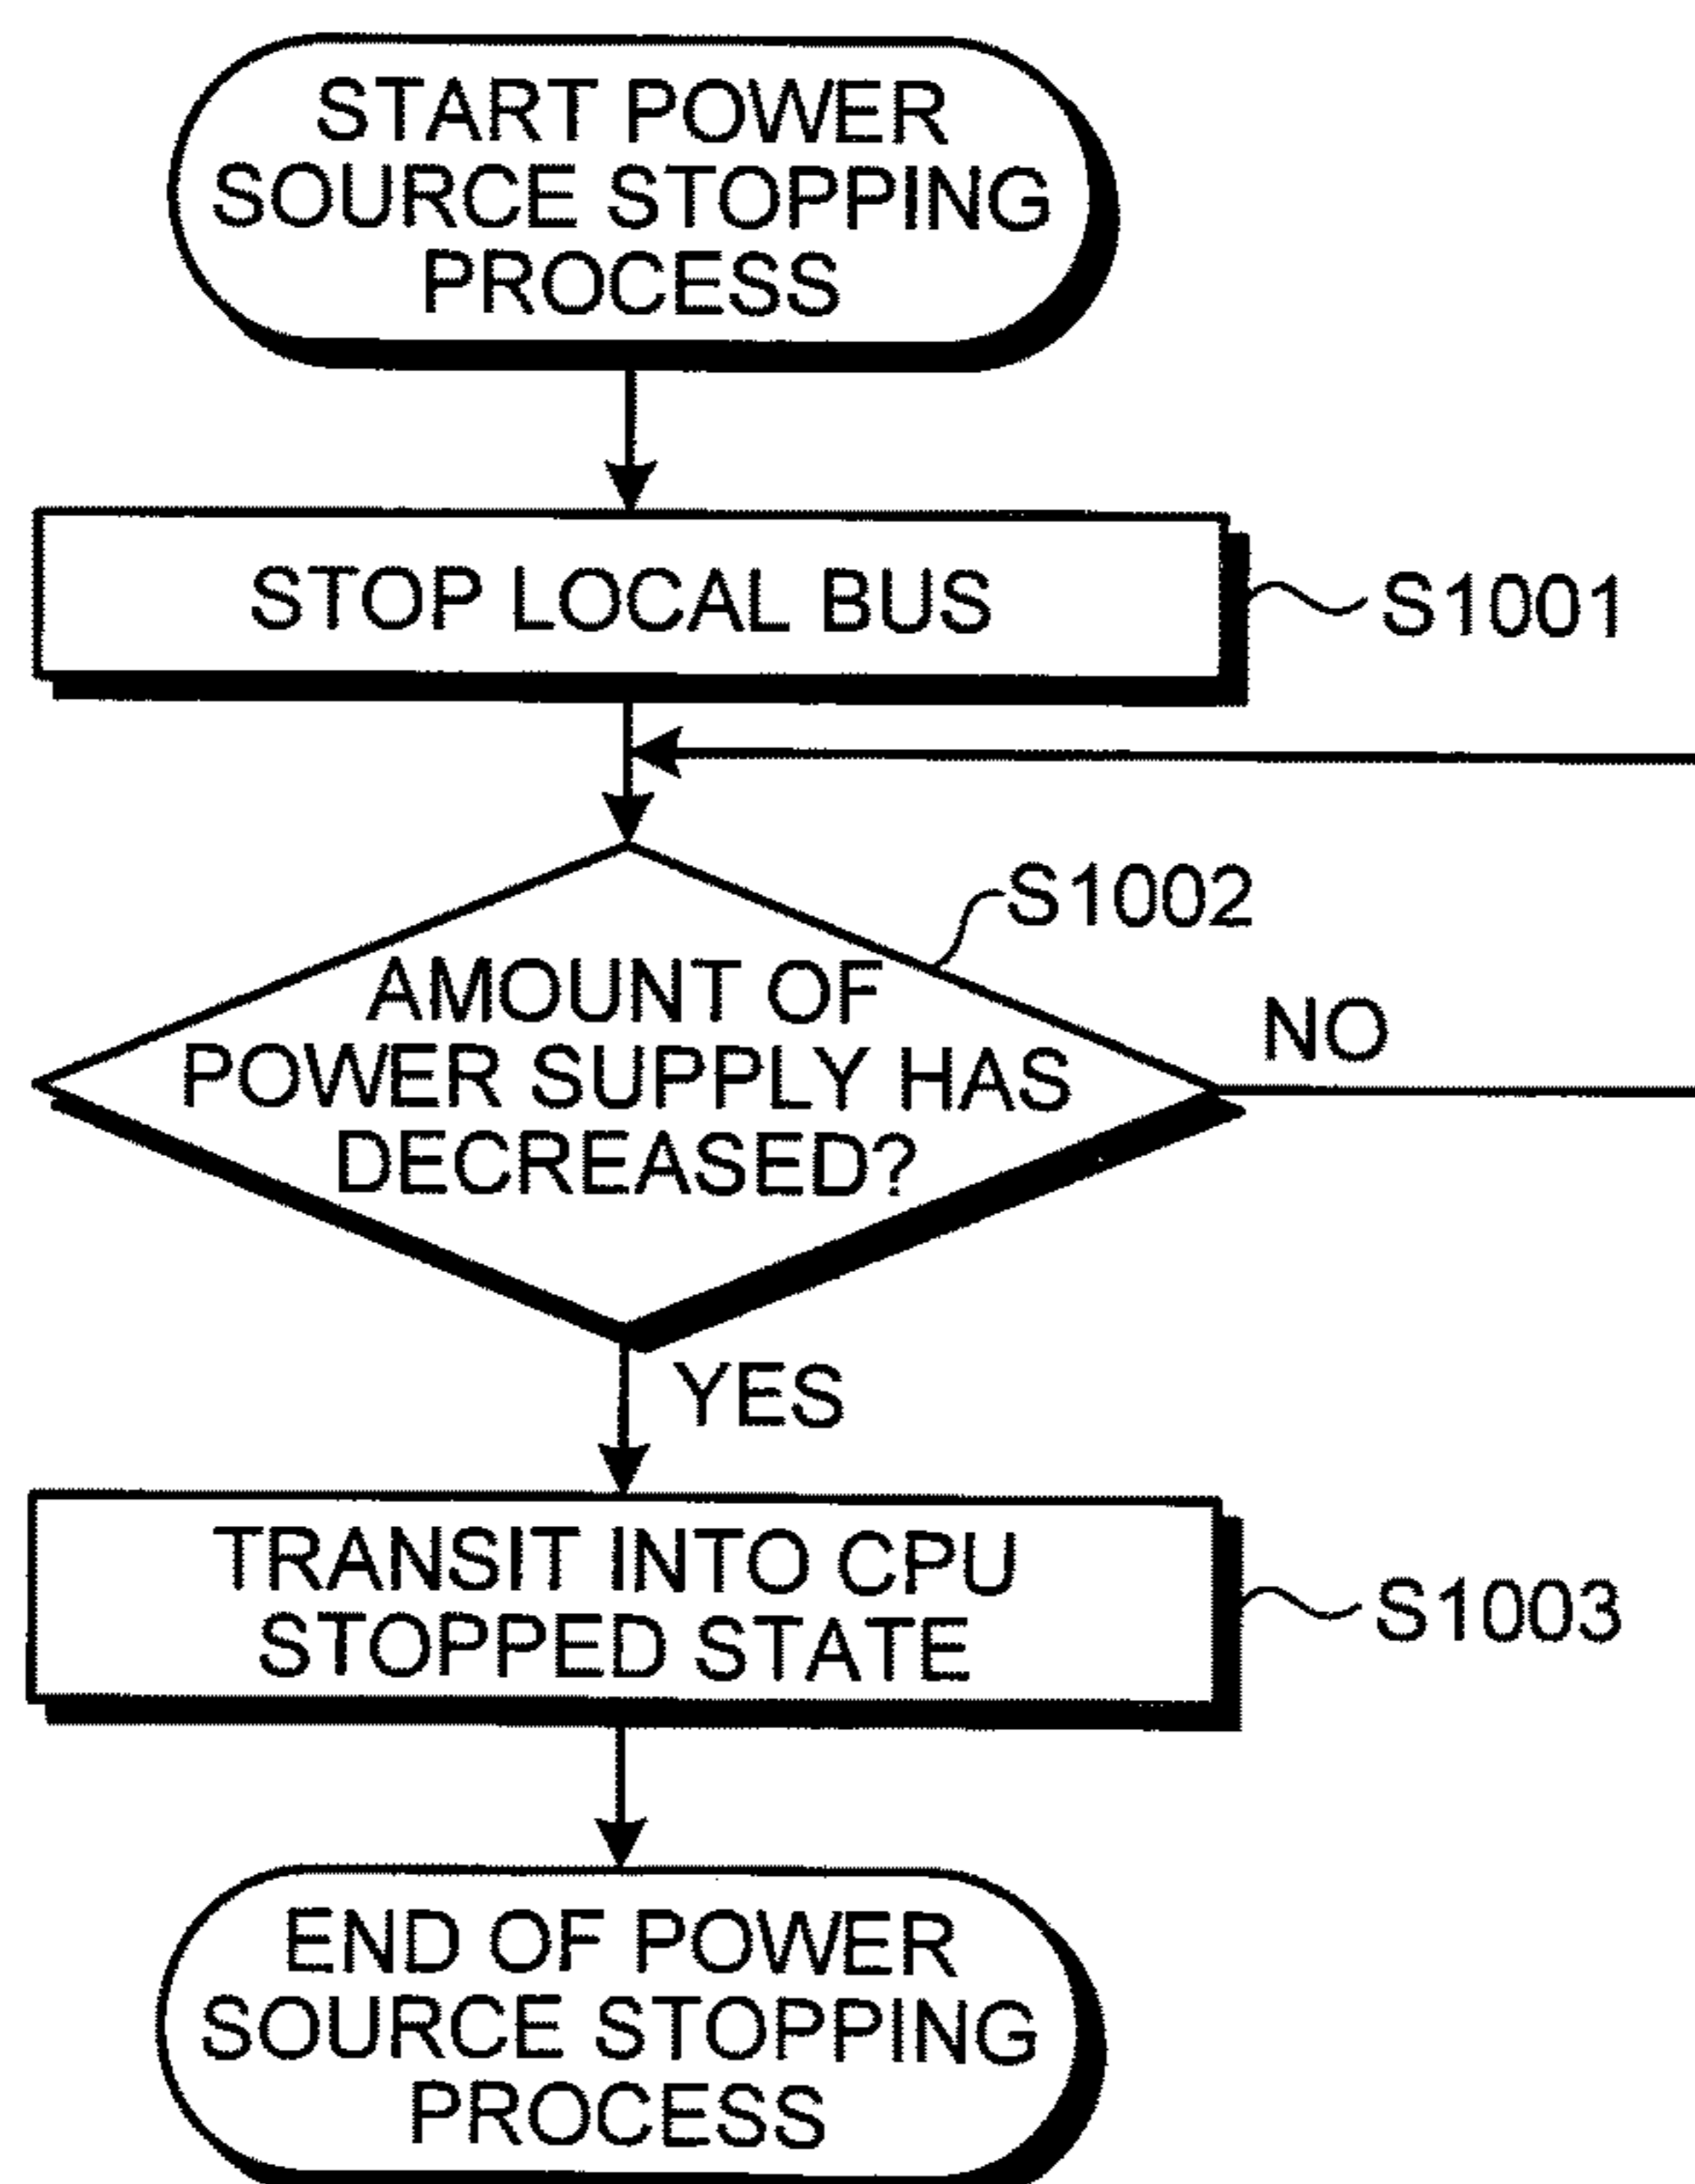 START POWER
SOURCE STOPPING
PROCESS
STOP LOCAL BUS
S1001
S1002
AMOUNT OF
POWER SUPPLY HAS
DECREASED?
NO
YES
TRANSIT INTO CPU
STOPPED STATE
S1003
END OF POWER
SOURCE STOPPING
PROCESS